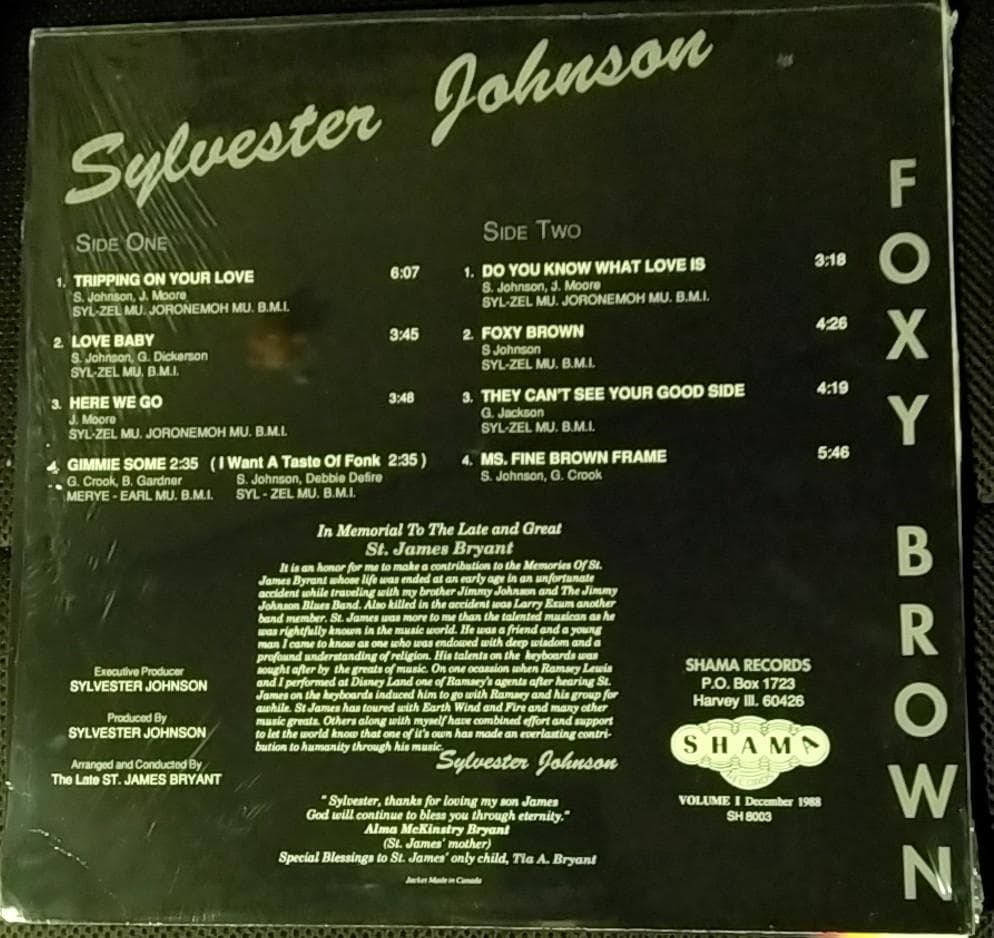 Sylvester Johnson
SIDE ONE
1. TRIPPING ON YOUR LOVE 6:07
S. Johnson, J. Moore
SYL-ZEL MU. JORONEMOH MU. B.M.I.
2. LOVE BABY 3:45
S. Johnson, G. Dickerson
SYL-ZEL MU. B.M.I.
3. HERE WE GO 3:48
J. Moore
SYL-ZEL MU. JORONEMOH MU. B.M.I.
4. GIMMIE SOME 2:35 ( I Want A Taste Of Fonk 2:35 )
G. Crook, B. Gardner S. Johnson, Debbie Defire
MERYE - EARL MU. B.M.I. SYL - ZEL MU. B.M.I.
SIDE TWO
1. DO YOU KNOW WHAT LOVE IS 3:18
S. Johnson, J. Moore
SYL-ZEL MU. JORONEMOH MU. B.M.I.
2. FOXY BROWN 4:26
S Johnson
SYL-ZEL MU. B.M.I.
3. THEY CAN'T SEE YOUR GOOD SIDE 4:19
G. Jackson
SYL-ZEL MU. B.M.I.
4. MS. FINE BROWN FRAME 5:46
S. Johnson, G. Crook
FOXY BROWN
In Memorial To The Late and Great
St. James Bryant
It is an honor for me to make a contribution to the Memories Of St.
James Byrant whose life was ended at an early age in an unfortunate
accident while traveling with my brother Jimmy Johnson and The Jimmy
Johnson Blues Band. Also killed in the accident was Larry Exum another
band member. St. James was more to me than the talented musican as he
was rightfully known in the music world. He was a friend and a young
man I came to know as one who was endowed with deep wisdom and a
profound understanding of religion. His talents on the keyboards was
sought after by the greats of music. On one ocassion when Ramsey Lewis
and I performed at Disney Land one of Ramsey's agents after hearing St.
James on the keyboards induced him to go with Ramsey and his group for
awhile. St James has toured with Earth Wind and Fire and many other
music greats. Others along with myself have combined effort and support
to let the world know that one of it's own has made an everlasting contri-
bution to humanity through his music.
Sylvester Johnson
" Sylvester, thanks for loving my son James
God will continue to bless you through eternity."
Alma McKinstry Bryant
(St. James' mother)
Special Blessings to St. James' only child, Tia A. Bryant
Jacket Made in Canada
Executive Producer
SYLVESTER JOHNSON
Produced By
SYLVESTER JOHNSON
Arranged and Conducted By
The Late ST. JAMES BRYANT
SHAMA RECORDS
P.O. Box 1723
Harvey Ill. 60426
SHAMA
RECORDS
VOLUME I December 1988
SH 8003